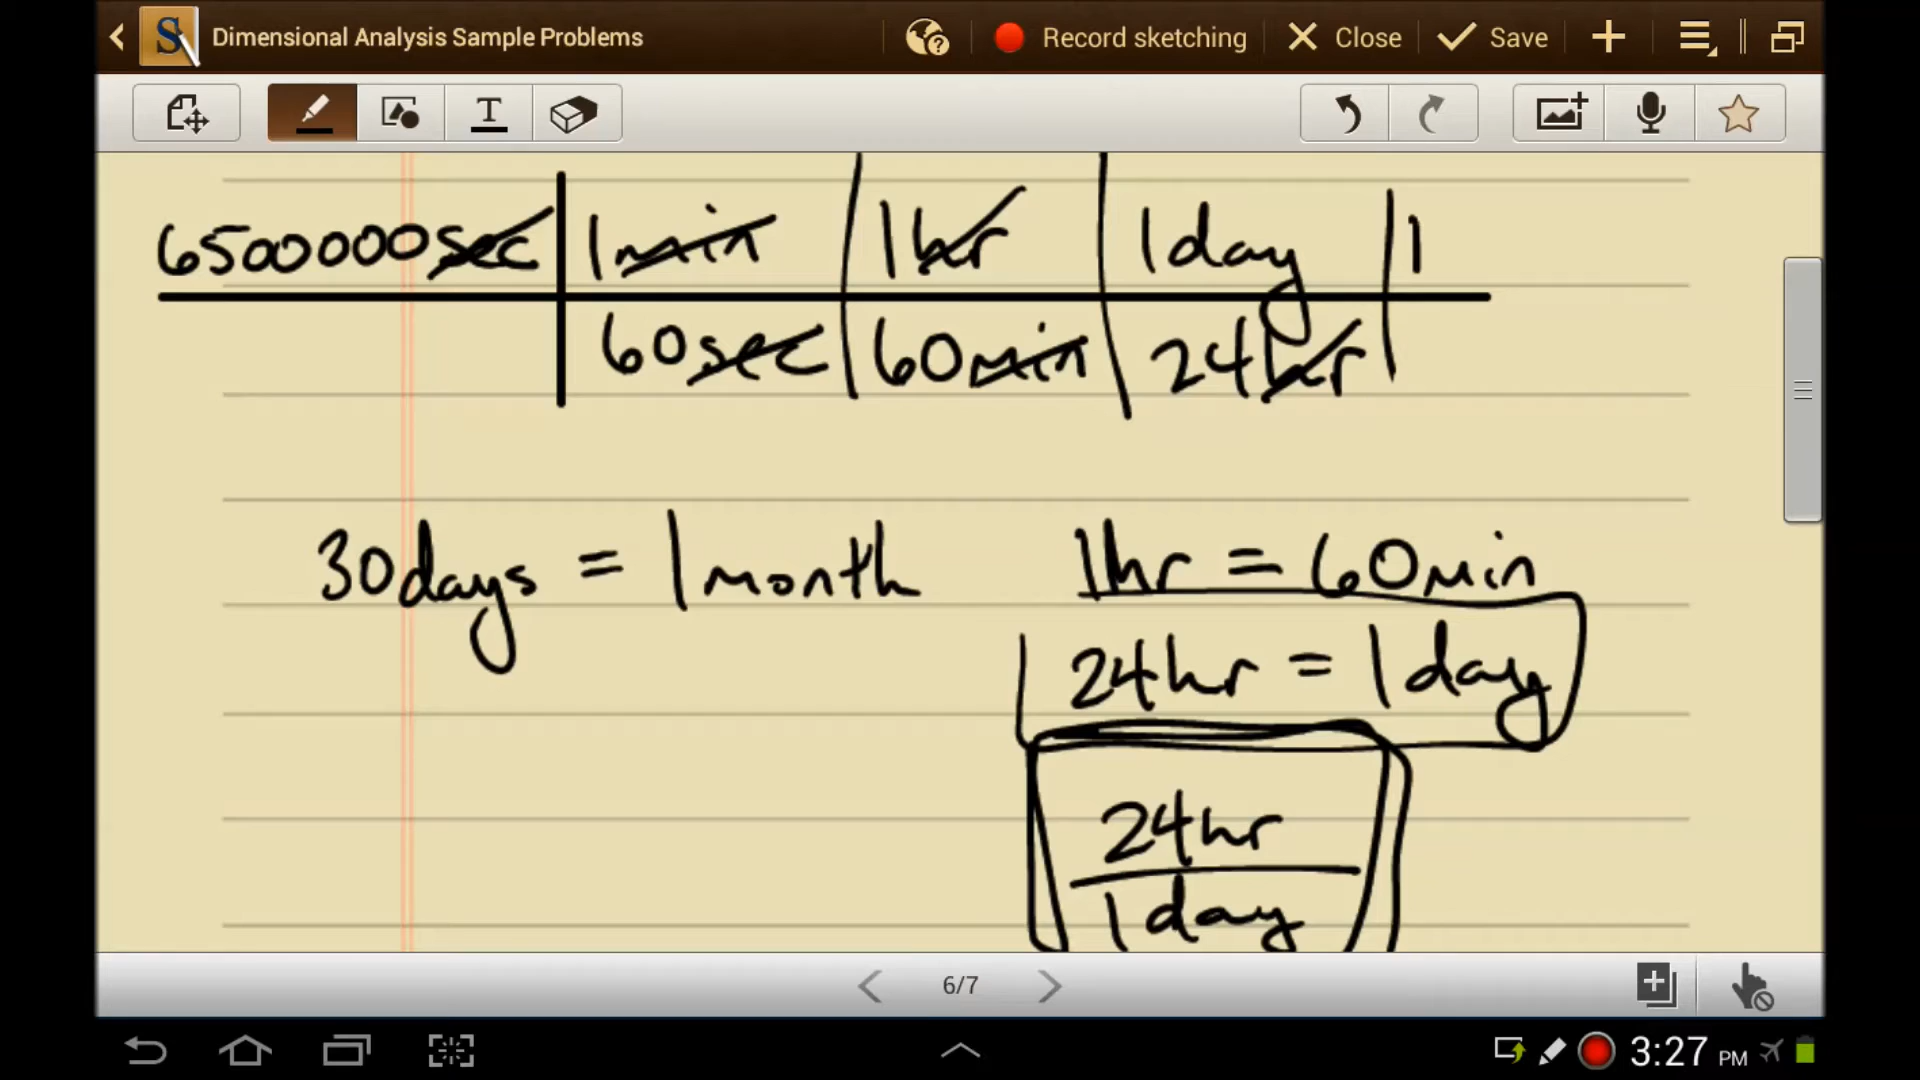 Dimensional Analysis Sample Problems Record sketching Close Save
6500000sec 1min 1hr 1day 1
60sec 60min 24hr
30days = 1month 1hr = 60min
24hr = 1day
24hr
1day
6/7
3:27 PM